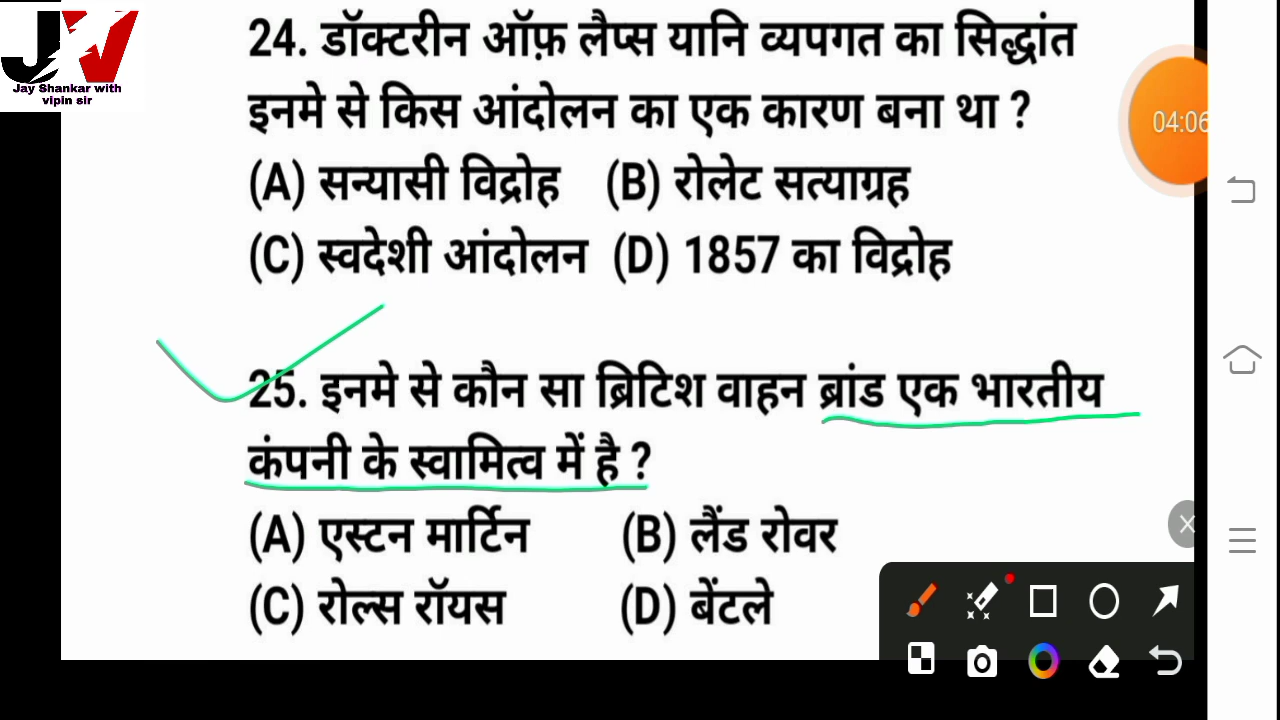 JW
Jay Shankar with
vipin sir
24. डॉक्टरीन ऑफ़ लैप्स यानि व्यपगत का सिद्धांत
इनमे से किस आंदोलन का एक कारण बना था ?
(A) सन्यासी विद्रोह (B) रोलेट सत्याग्रह
(C) स्वदेशी आंदोलन (D) 1857 का विद्रोह
04:06
25. इनमे से कौन सा ब्रिटिश वाहन ब्रांड एक भारतीय
कंपनी के स्वामित्व में है ?
(A) एस्टन मार्टिन (B) लैंड रोवर
(C) रोल्स रॉयस (D) बेंटले